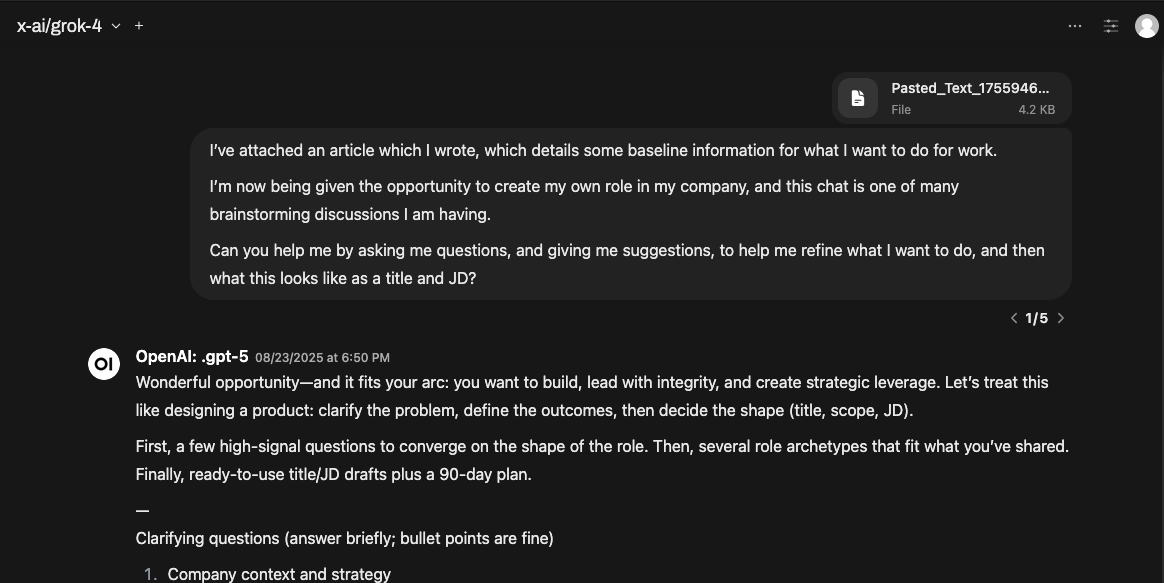 x-ai/grok-4
Pasted_Text_1755946...
File 4.2 KB
I’ve attached an article which I wrote, which details some baseline information for what I want to do for work.
I’m now being given the opportunity to create my own role in my company, and this chat is one of many
brainstorming discussions I am having.
Can you help me by asking me questions, and giving me suggestions, to help me refine what I want to do, and then
what this looks like as a title and JD?
1/5
OI
OpenAI: .gpt-5 08/23/2025 at 6:50 PM
Wonderful opportunity—and it fits your arc: you want to build, lead with integrity, and create strategic leverage. Let’s treat this
like designing a product: clarify the problem, define the outcomes, then decide the shape (title, scope, JD).
First, a few high-signal questions to converge on the shape of the role. Then, several role archetypes that fit what you’ve shared.
Finally, ready-to-use title/JD drafts plus a 90-day plan.
—
Clarifying questions (answer briefly; bullet points are fine)
1. Company context and strategy